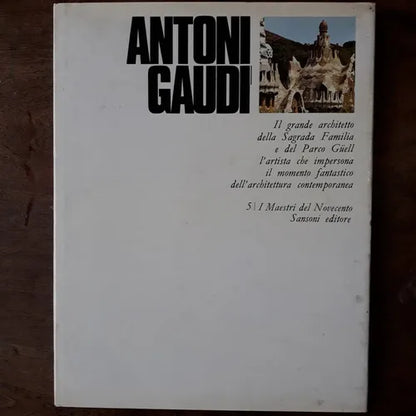 ANTONI
GAUDI
Il grande architetto
della Sagrada Familia
e del Parco Güell
l'artista che impersona
il momento fantastico
dell'architettura contemporanea
5 | I Maestri del Novecento
Sansoni editore